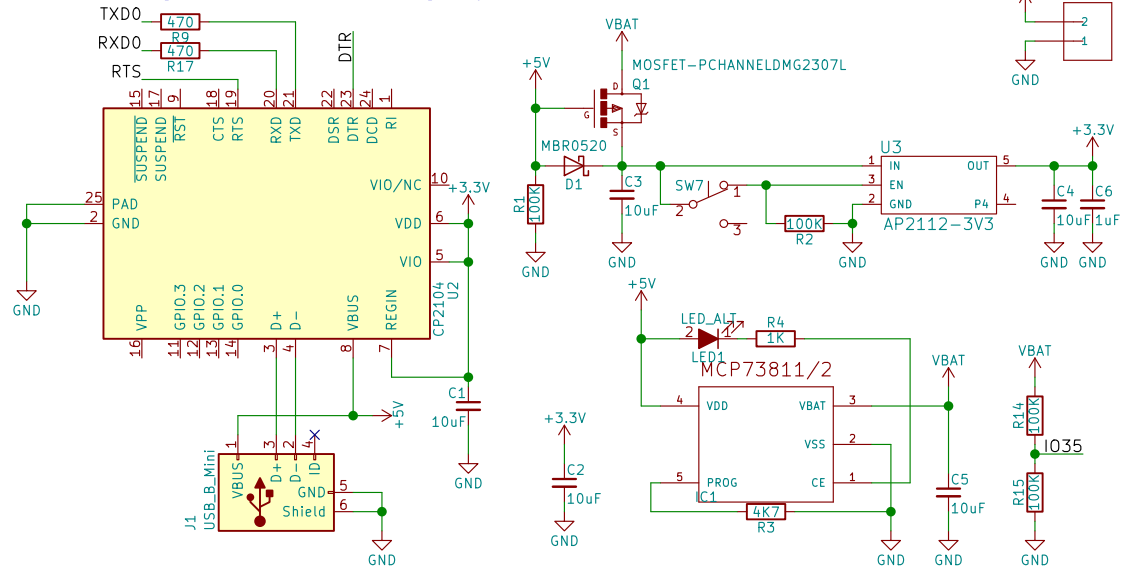 TXD0
470
R9
RXD0
470
R17
RTS
DTR
15
17
9
18
19
20
21
22
23
24
1
SUSPEND
SUSPEND
RST
CTS
RTS
RXD
TXD
DSR
DTR
DCD
RI
VIO/NC
10
+3.3V
25
PAD
2
GND
VDD
6
VIO
5
GND
VPP
GPIO.3
GPIO.2
GPIO.1
GPIO.0
D+
D-
VBUS
REGIN
CP2104
U2
16
11
12
13
14
3
4
8
7
C1
10uF
GND
+5V
1
3
2
4
VBUS
D+
D-
ID
GND
5
Shield
6
J1
USB_B_Mini
GND
VBAT
+5V
MOSFET-PCHANNELDMG2307L
Q1
D
G
S
MBR0520
D1
R1
100K
GND
C3
10uF
GND
SW7
1
2
3
100K
R2
GND
U3
1
IN
OUT
5
3
EN
2
GND
P4
4
AP2112-3V3
+3.3V
C4
10uF
C6
1uF
GND
GND
2
1
GND
+5V
LED_ALT
2
1
LED1
R4
1K
MCP73811/2
4
VDD
VBAT
3
VSS
2
5
PROG
CE
1
IC1
4K7
R3
GND
VBAT
C5
10uF
GND
+3.3V
C2
10uF
GND
VBAT
R14
100K
IO35
R15
100K
GND